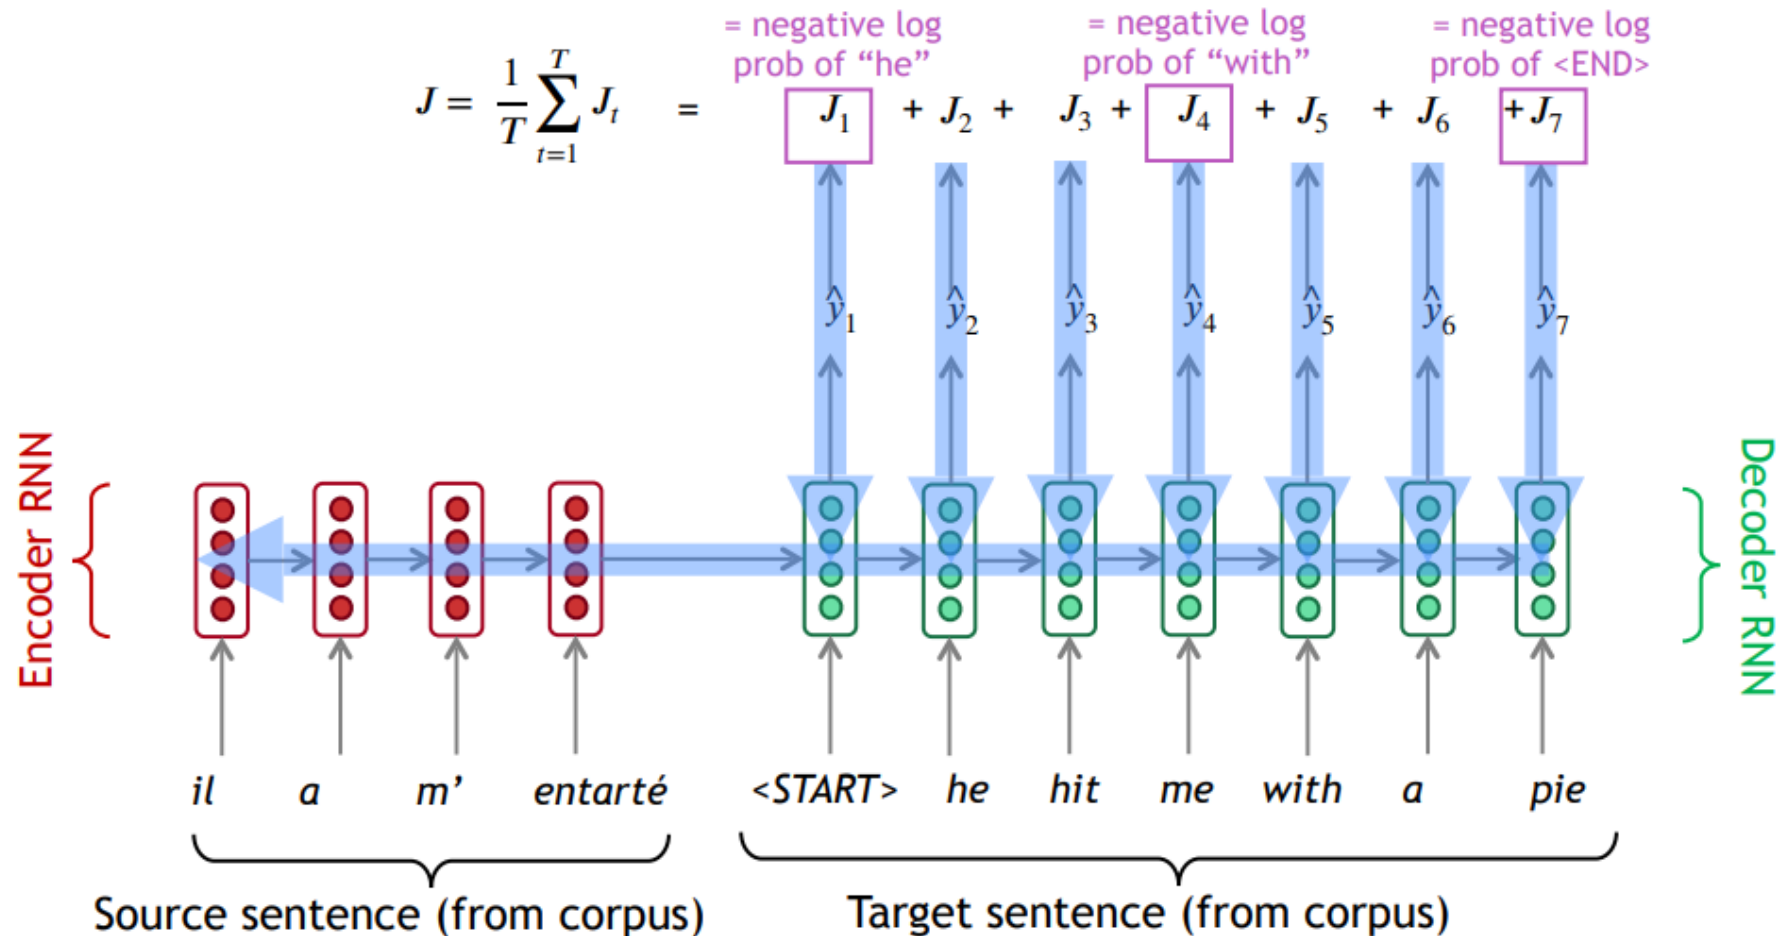 = negative log
prob of “he”
= negative log
prob of “with”
= negative log
prob of <END>
J = 1/T ∑_{t=1}^{T} J_t = J_1 + J_2 + J_3 + J_4 + J_5 + J_6 + J_7
ŷ_1 ŷ_2 ŷ_3 ŷ_4 ŷ_5 ŷ_6 ŷ_7
Encoder RNN
Decoder RNN
il a m’ entarté <START> he hit me with a pie
Source sentence (from corpus)
Target sentence (from corpus)